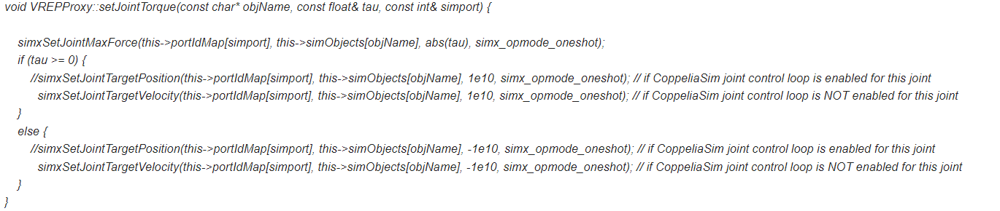 void VREPProxy::setJointTorque(const char* objName, const float& tau, const int& simport) {
simxSetJointMaxForce(this->portIdMap[simport], this->simObjects[objName], abs(tau), simx_opmode_oneshot);
if (tau >= 0) {
//simxSetJointTargetPosition(this->portIdMap[simport], this->simObjects[objName], 1e10, simx_opmode_oneshot); // if CoppeliaSim joint control loop is enabled for this joint
simxSetJointTargetVelocity(this->portIdMap[simport], this->simObjects[objName], 1e10, simx_opmode_oneshot); // if CoppeliaSim joint control loop is NOT enabled for this joint
}
else {
//simxSetJointTargetPosition(this->portIdMap[simport], this->simObjects[objName], -1e10, simx_opmode_oneshot); // if CoppeliaSim joint control loop is enabled for this joint
simxSetJointTargetVelocity(this->portIdMap[simport], this->simObjects[objName], -1e10, simx_opmode_oneshot); // if CoppeliaSim joint control loop is NOT enabled for this joint
}
}